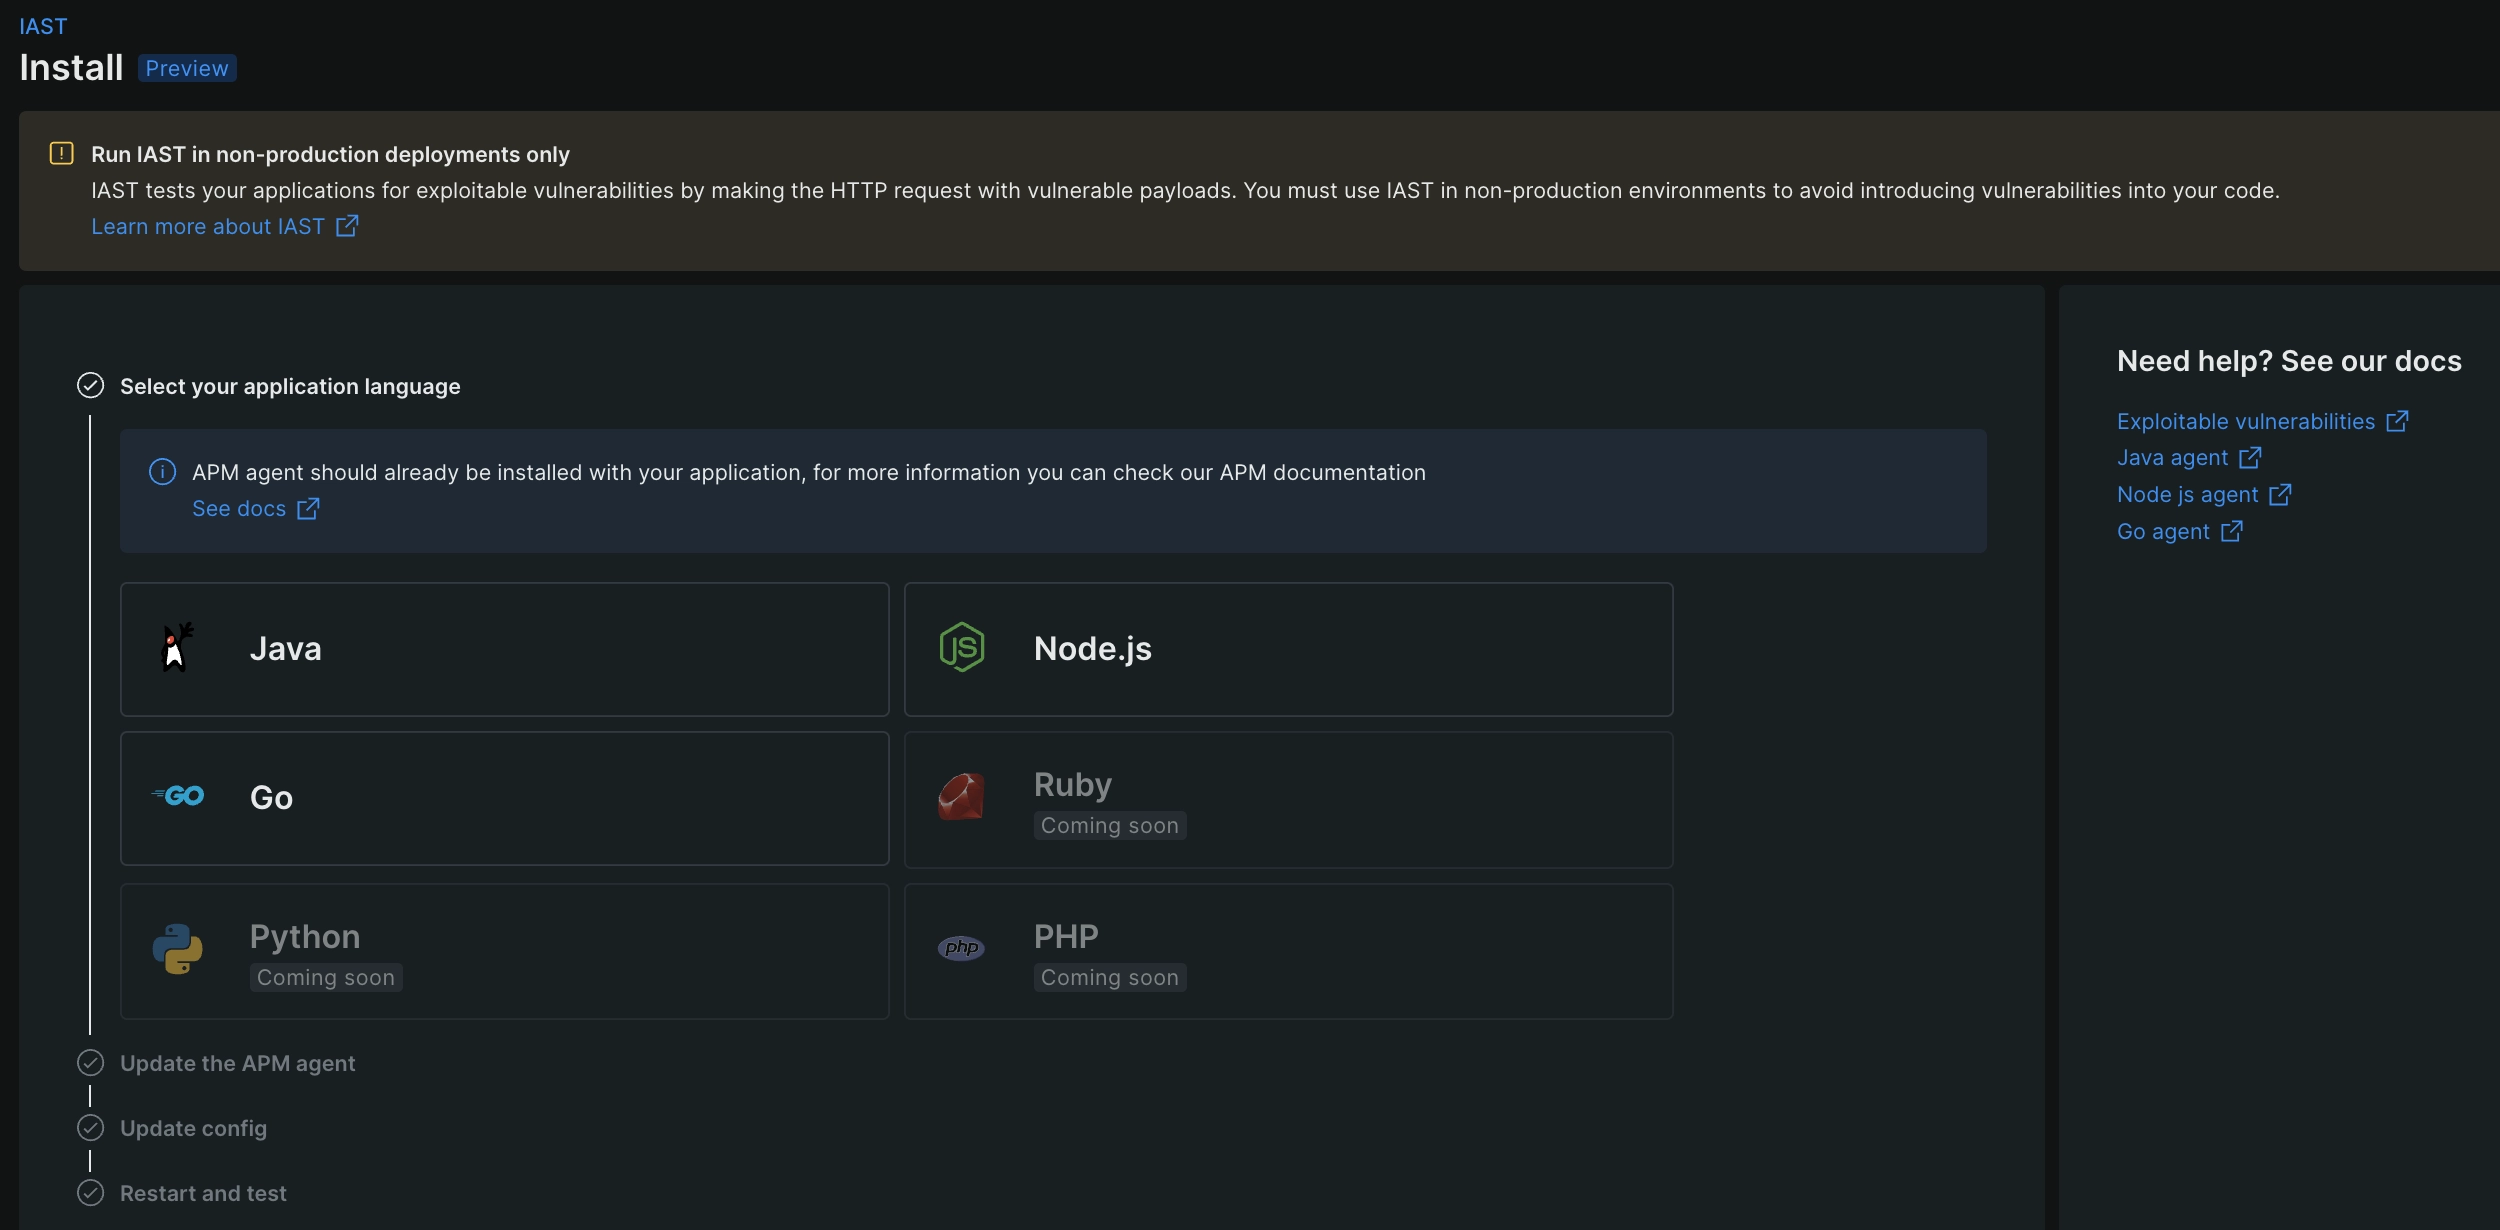 IAST
Install Preview
Run IAST in non-production deployments only
IAST tests your applications for exploitable vulnerabilities by making the HTTP request with vulnerable payloads. You must use IAST in non-production environments to avoid introducing vulnerabilities into your code.
Learn more about IAST
Select your application language
APM agent should already be installed with your application, for more information you can check our APM documentation
See docs
Java
JS
Node.js
GO
Go
Ruby
Coming soon
Python
Coming soon
php
PHP
Coming soon
Update the APM agent
Update config
Restart and test
Need help? See our docs
Exploitable vulnerabilities
Java agent
Node js agent
Go agent